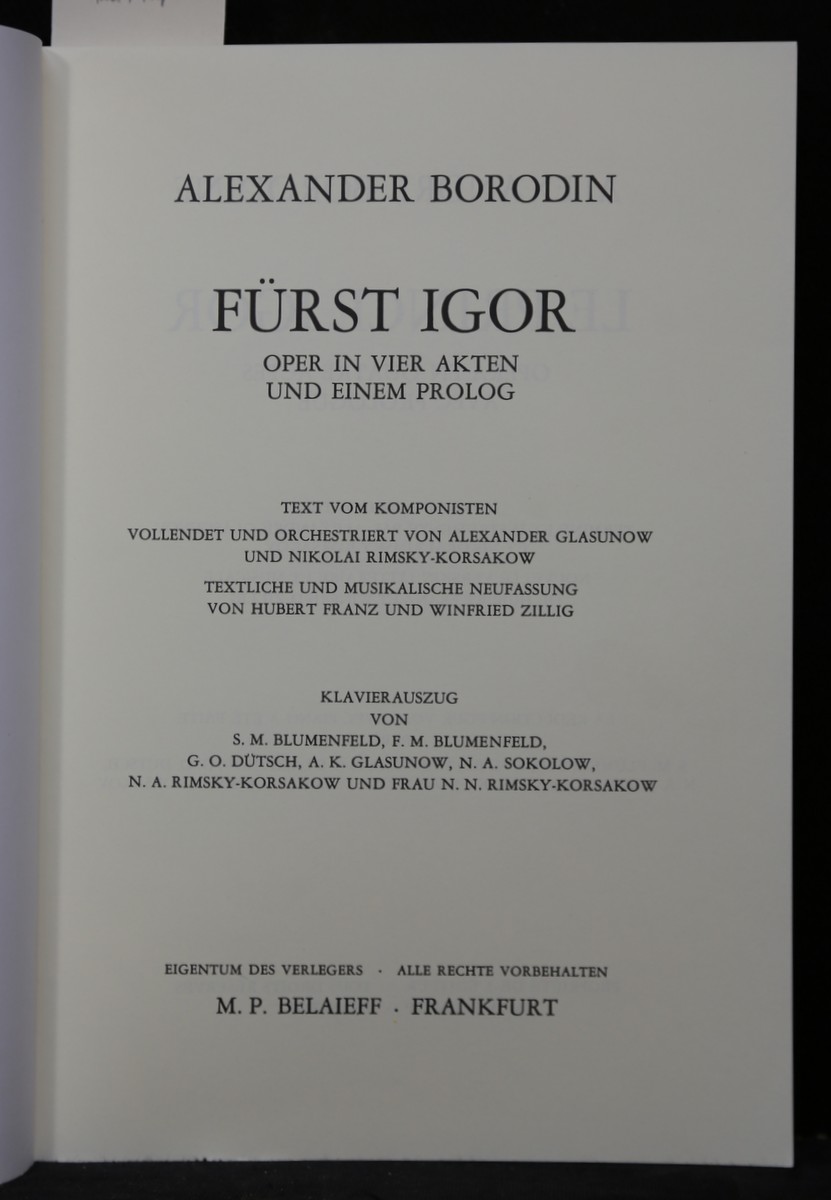 ALEXANDER BORODIN
FÜRST IGOR
OPER IN VIER AKTEN
UND EINEM PROLOG
TEXT VOM KOMPONISTEN
VOLLENDET UND ORCHESTRIERT VON ALEXANDER GLASUNOW
UND NIKOLAI RIMSKY-KORSAKOW
TEXTLICHE UND MUSIKALISCHE NEUFASSUNG
VON HUBERT FRANZ UND WINFRIED ZILLIG
KLAVIERAUSZUG
VON
S. M. BLUMENFELD, F. M. BLUMENFELD,
G. O. DÜTSCH, A. K. GLASUNOW, N. A. SOKOLOW,
N. A. RIMSKY-KORSAKOW UND FRAU N. N. RIMSKY-KORSAKOW
EIGENTUM DES VERLEGERS · ALLE RECHTE VORBEHALTEN
M. P. BELAIEFF · FRANKFURT